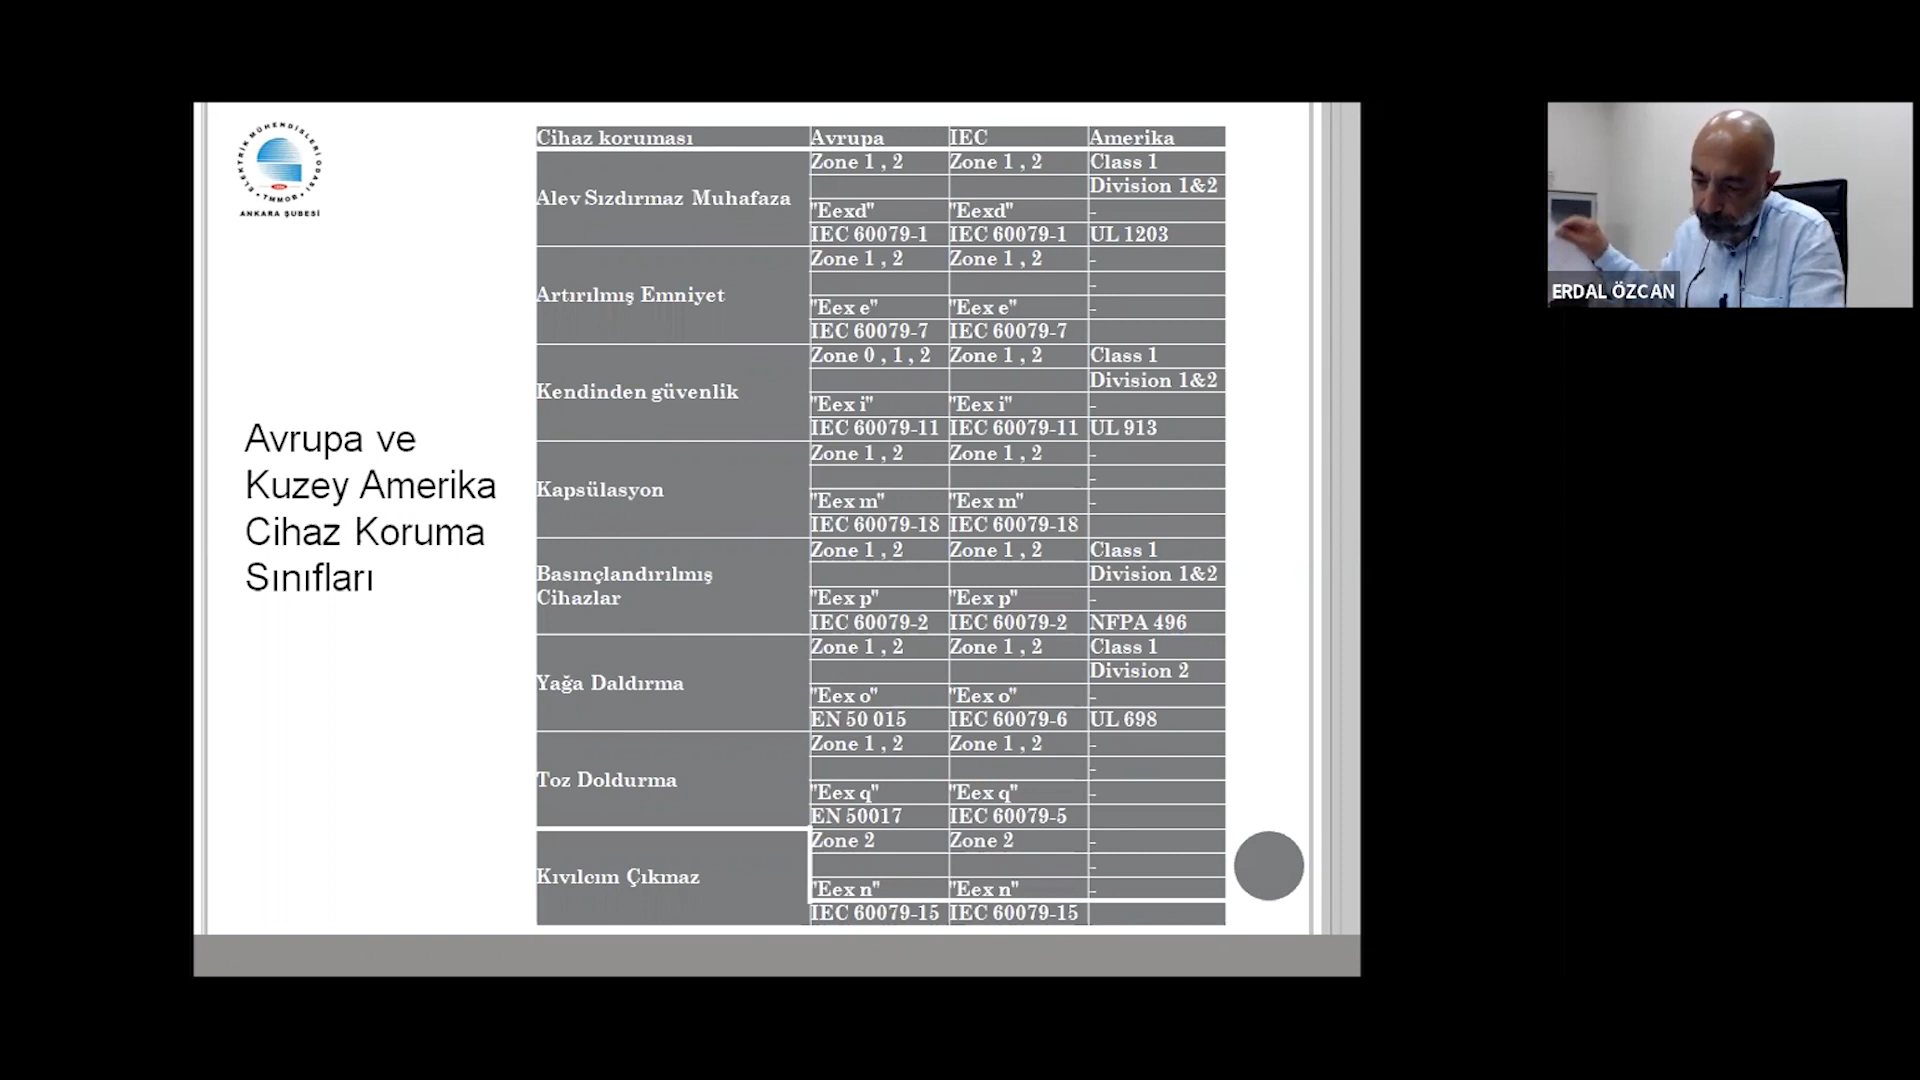 ELEKTRİK MÜHENDİSLERİ ODASI
TMMOB
ANKARA ŞUBESİ
Avrupa ve
Kuzey Amerika
Cihaz Koruma
Sınıfları
Cihaz koruması Avrupa IEC Amerika
Alev Sızdırmaz Muhafaza
Zone 1 , 2 Zone 1 , 2 Class 1
Division 1&2
"Eexd" "Eexd" -
IEC 60079-1 IEC 60079-1 UL 1203
Artırılmış Emniyet
Zone 1 , 2 Zone 1 , 2 -
-
"Eex e" "Eex e" -
IEC 60079-7 IEC 60079-7
Kendinden güvenlik
Zone 0 , 1 , 2 Zone 1 , 2 Class 1
Division 1&2
"Eex i" "Eex i" -
IEC 60079-11 IEC 60079-11 UL 913
Kapsülasyon
Zone 1 , 2 Zone 1 , 2 -
-
"Eex m" "Eex m" -
IEC 60079-18 IEC 60079-18
Basınçlandırılmış
Cihazlar
Zone 1 , 2 Zone 1 , 2 Class 1
Division 1&2
"Eex p" "Eex p" -
IEC 60079-2 IEC 60079-2 NFPA 496
Yağa Daldırma
Zone 1 , 2 Zone 1 , 2 Class 1
Division 2
"Eex o" "Eex o" -
EN 50 015 IEC 60079-6 UL 698
Toz Doldurma
Zone 1 , 2 Zone 1 , 2 -
-
"Eex q" "Eex q" -
EN 50017 IEC 60079-5
Kıvılcım Çıkmaz
Zone 2 Zone 2 -
-
"Eex n" "Eex n" -
IEC 60079-15 IEC 60079-15
ERDAL ÖZCAN